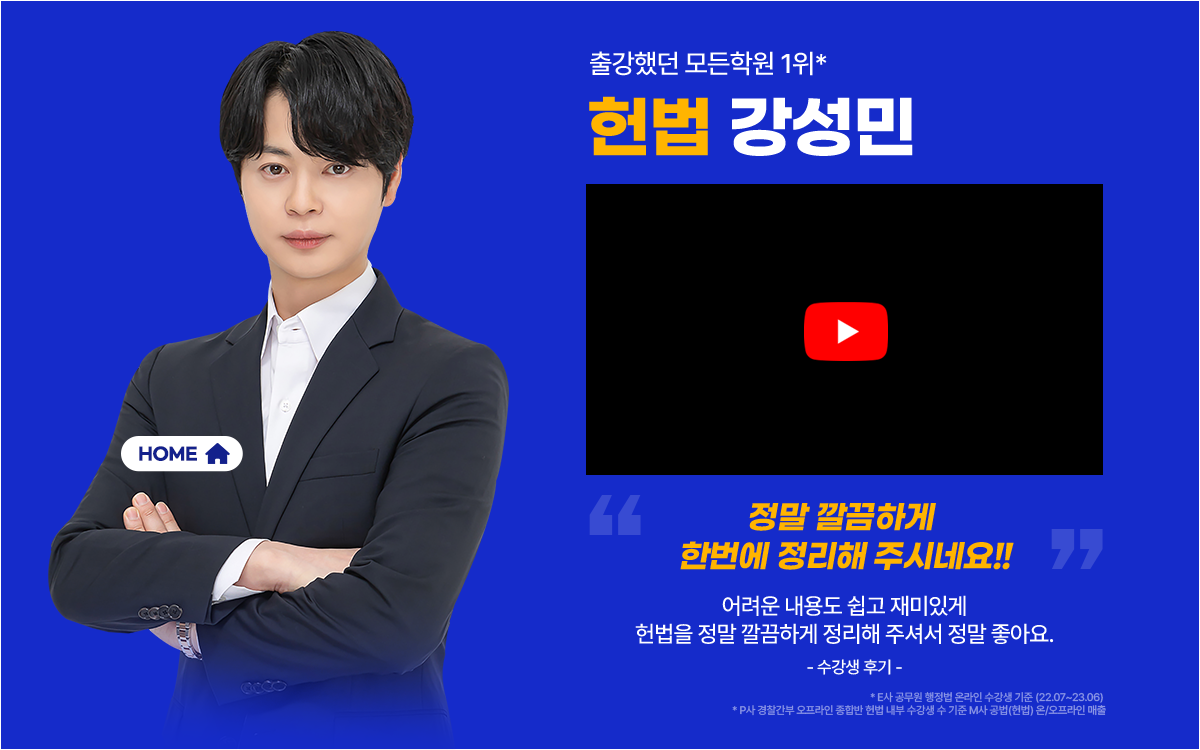 출강했던 모든학원 1위*
헌법 강성민
HOME
정말 깔끔하게
한번에 정리해 주시네요!!
어려운 내용도 쉽고 재미있게
헌법을 정말 깔끔하게 정리해 주셔서 정말 좋아요.
- 수강생 후기 -
* E사 공무원 행정법 온라인 수강생 기준 (22.07~23.06)
* P사 경찰간부 오프라인 종합반 헌법 내부 수강생 수 기준 M사 공법(헌법) 온/오프라인 매출